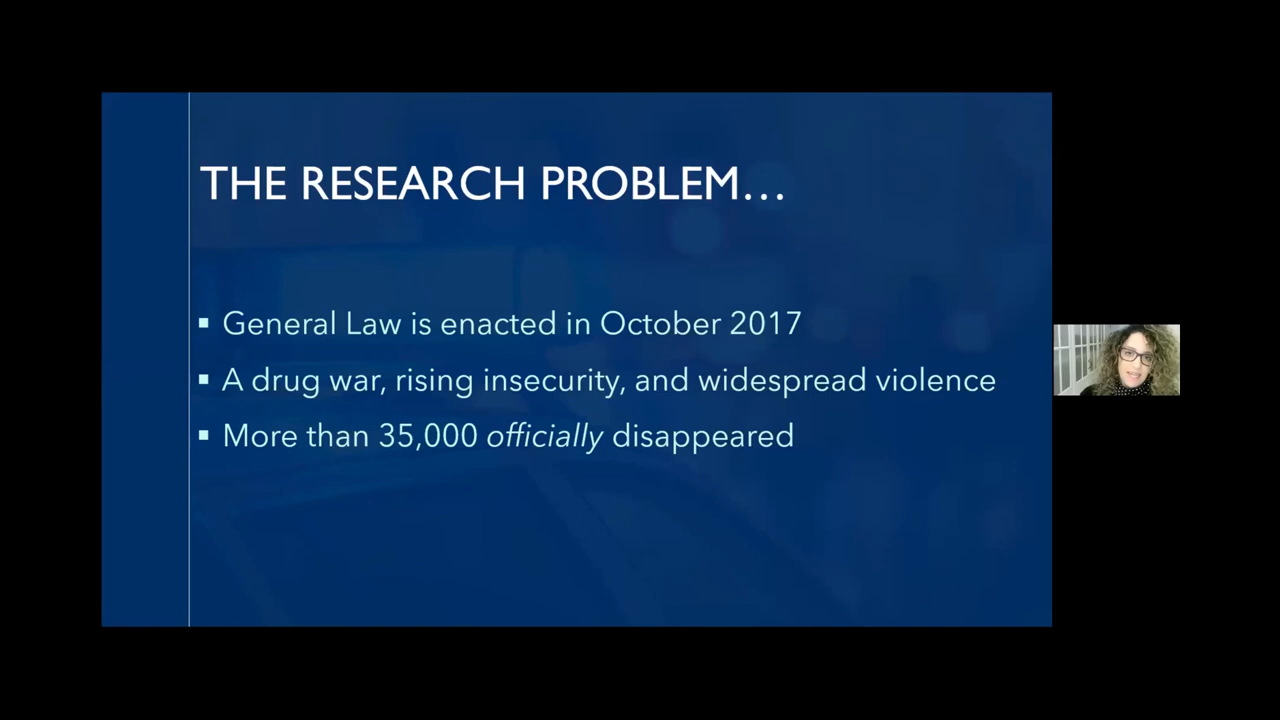 THE RESEARCH PROBLEM…
▪ General Law is enacted in October 2017
▪ A drug war, rising insecurity, and widespread violence
▪ More than 35,000 officially disappeared